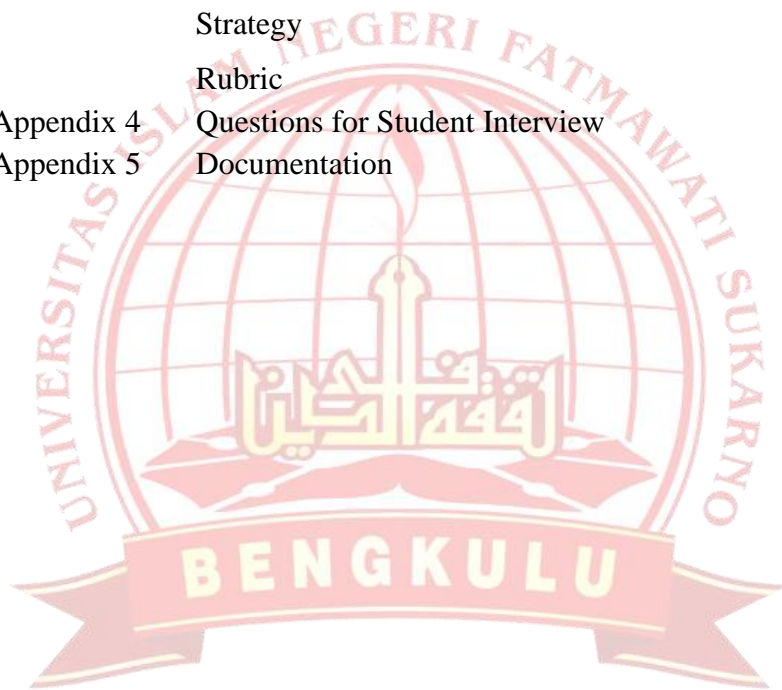 Strategy
Rubric
Appendix 4 Questions for Student Interview
Appendix 5 Documentation
UNIVERSITAS ISLAM NEGERI FATMAWATI SUKARNO
BENGKULU